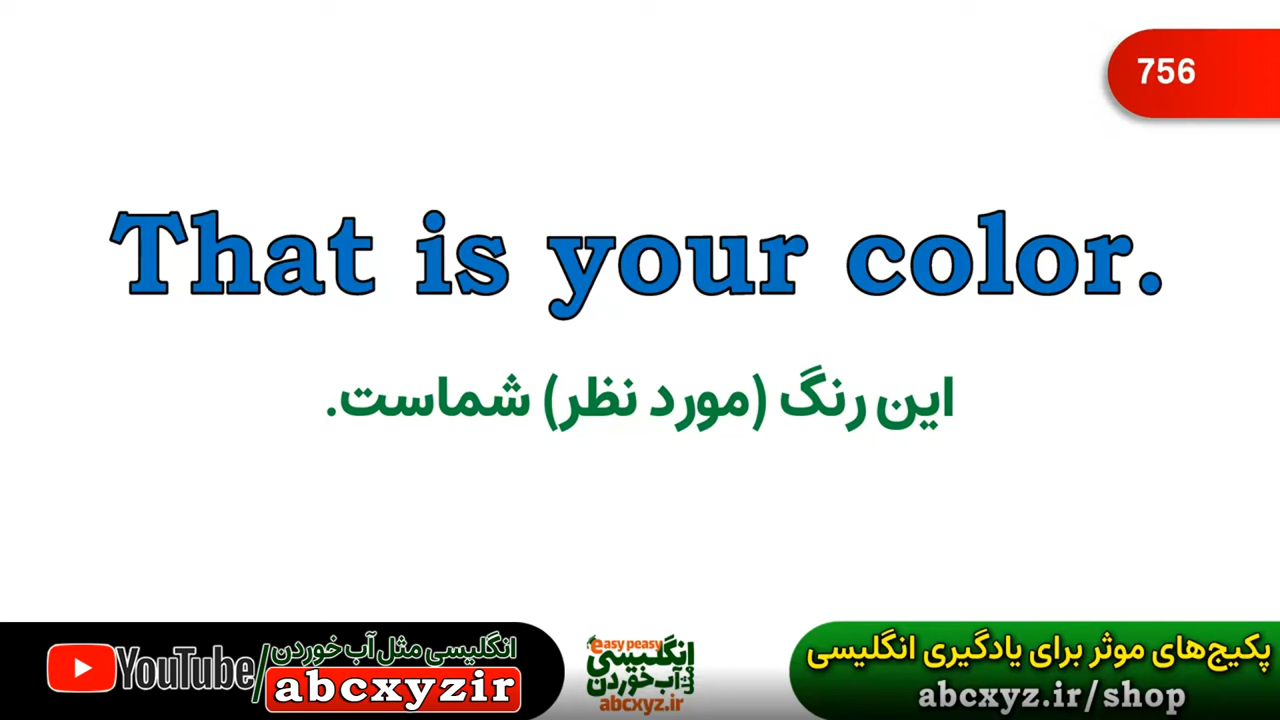 756
That is your color.
این رنگ (مورد نظر) شماست.
YouTube/
انگلیسی مثل آب خوردن
abcxyzir
easy peasy
انگلیسی
مثل آب خوردن
abcxyz.ir
پکیج‌های موثر برای یادگیری انگلیسی
abcxyz.ir/shop